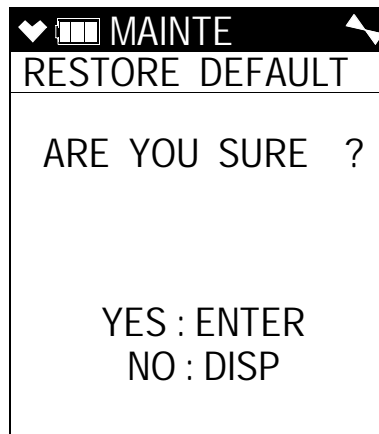 MAINTE
RESTORE DEFAULT
ARE YOU SURE ?
YES : ENTER
NO : DISP